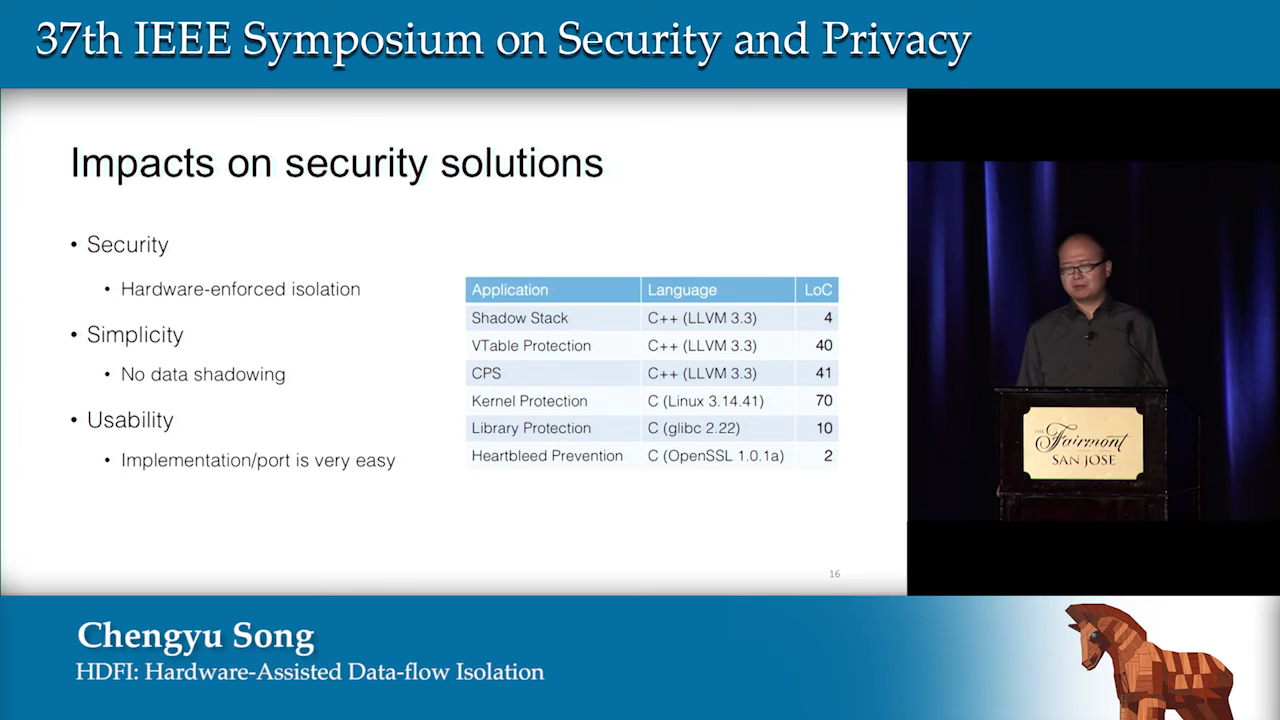 37th IEEE Symposium on Security and Privacy
Impacts on security solutions
• Security
• Hardware-enforced isolation
• Simplicity
• No data shadowing
• Usability
• Implementation/port is very easy
Application Language LoC
Shadow Stack C++ (LLVM 3.3) 4
VTable Protection C++ (LLVM 3.3) 40
CPS C++ (LLVM 3.3) 41
Kernel Protection C (Linux 3.14.41) 70
Library Protection C (glibc 2.22) 10
Heartbleed Prevention C (OpenSSL 1.0.1a) 2
16
THE Fairmont
SAN JOSE
Chengyu Song
HDFI: Hardware-Assisted Data-flow Isolation